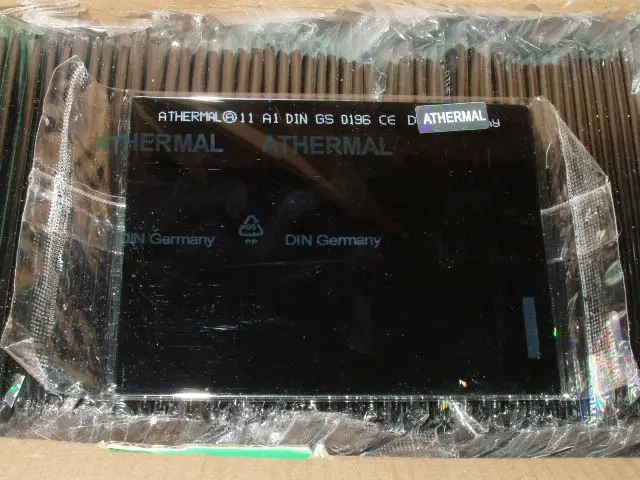 ATHERMAL® 11 A1 DIN GS 0196 CE D
ATHERMAL
ATHERMAL ATHERMAL
DIN Germany PP DIN Germany